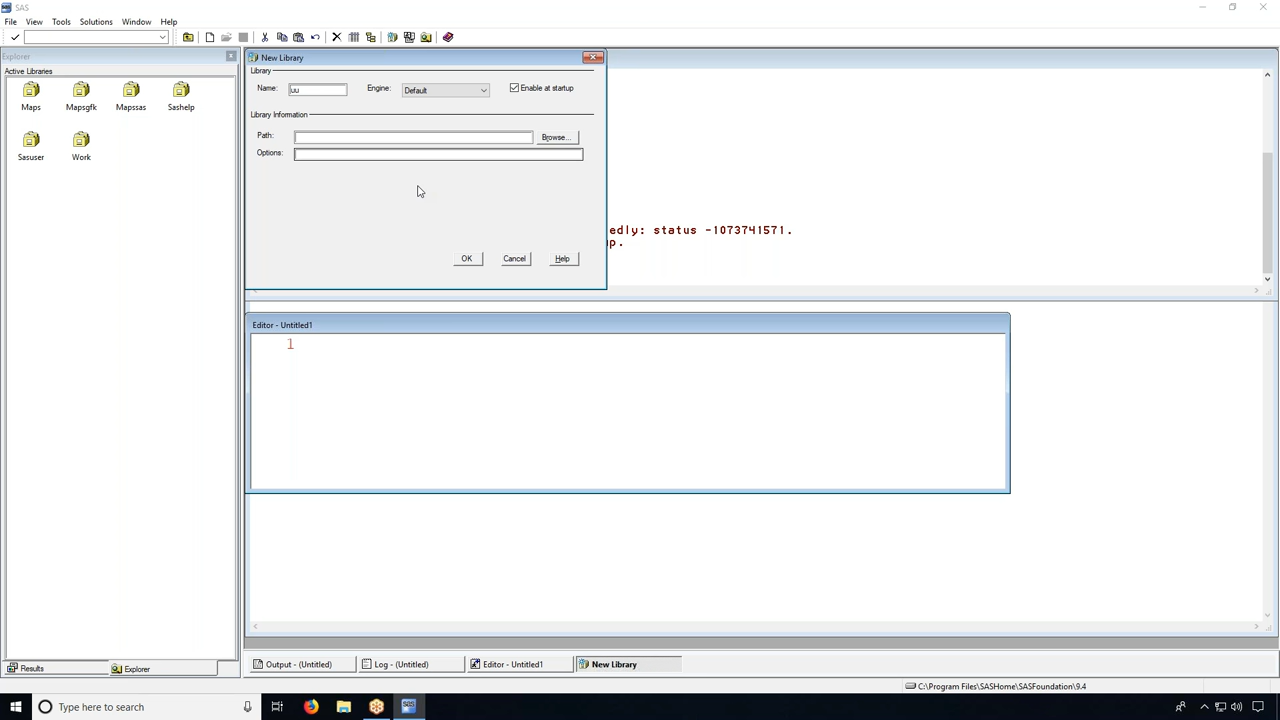 SAS
File View Tools Solutions Window Help
Explorer
Active Libraries
Maps Mapsgfk Mapssas Sashelp
Sasuser Work
New Library
Library
Name: uu Engine: Default Enable at startup
Library Information
Path: Browse...
Options:
edly: status -1073741571.
p.
OK Cancel Help
Editor - Untitled1
1
Results Explorer
Output - (Untitled) Log - (Untitled) Editor - Untitled1 New Library
C:\Program Files\SASHome\SASFoundation\9.4
Type here to search